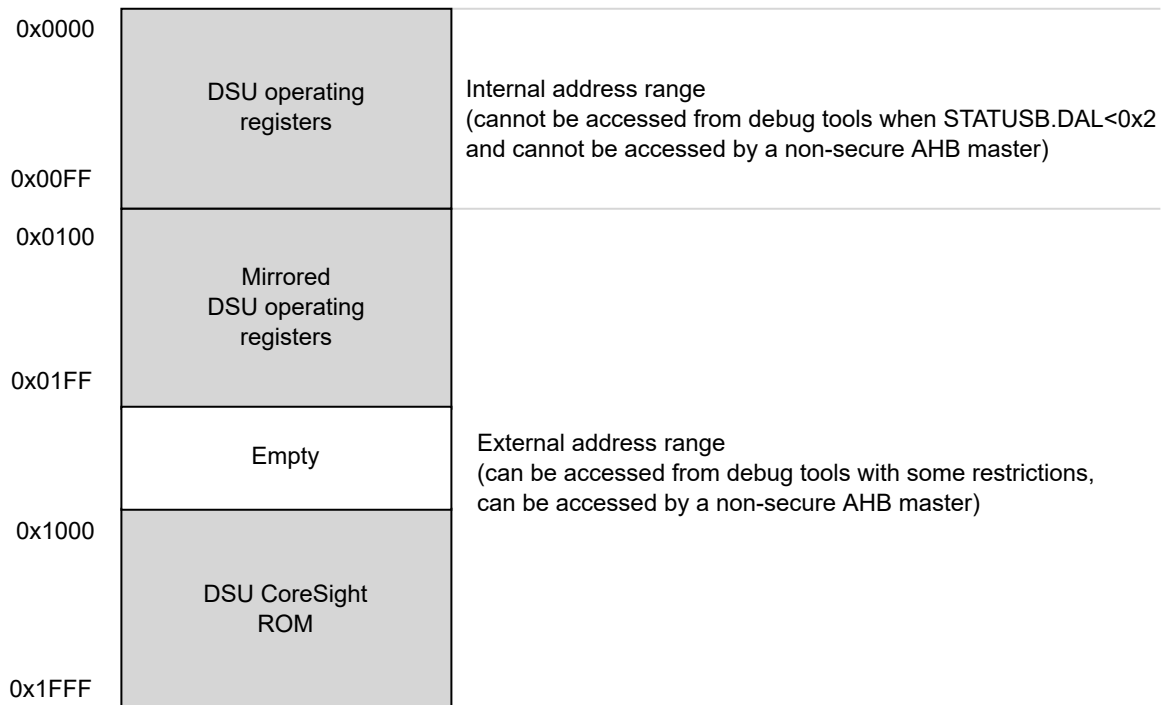 0x0000
DSU operating
registers
Internal address range
(cannot be accessed from debug tools when STATUSB.DAL<0x2
and cannot be accessed by a non-secure AHB master)
0x00FF
0x0100
Mirrored
DSU operating
registers
0x01FF
Empty
External address range
(can be accessed from debug tools with some restrictions,
can be accessed by a non-secure AHB master)
0x1000
DSU CoreSight
ROM
0x1FFF